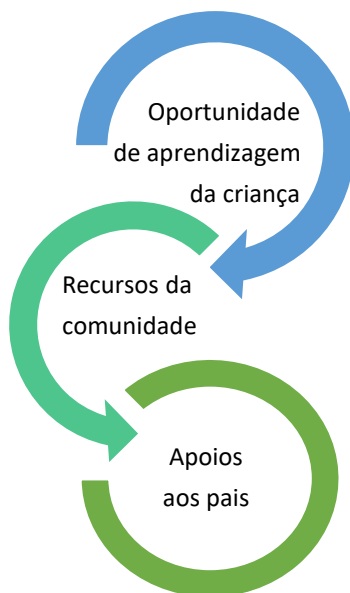 Oportunidade
de aprendizagem
da criança
Recursos da
comunidade
Apoios
aos pais